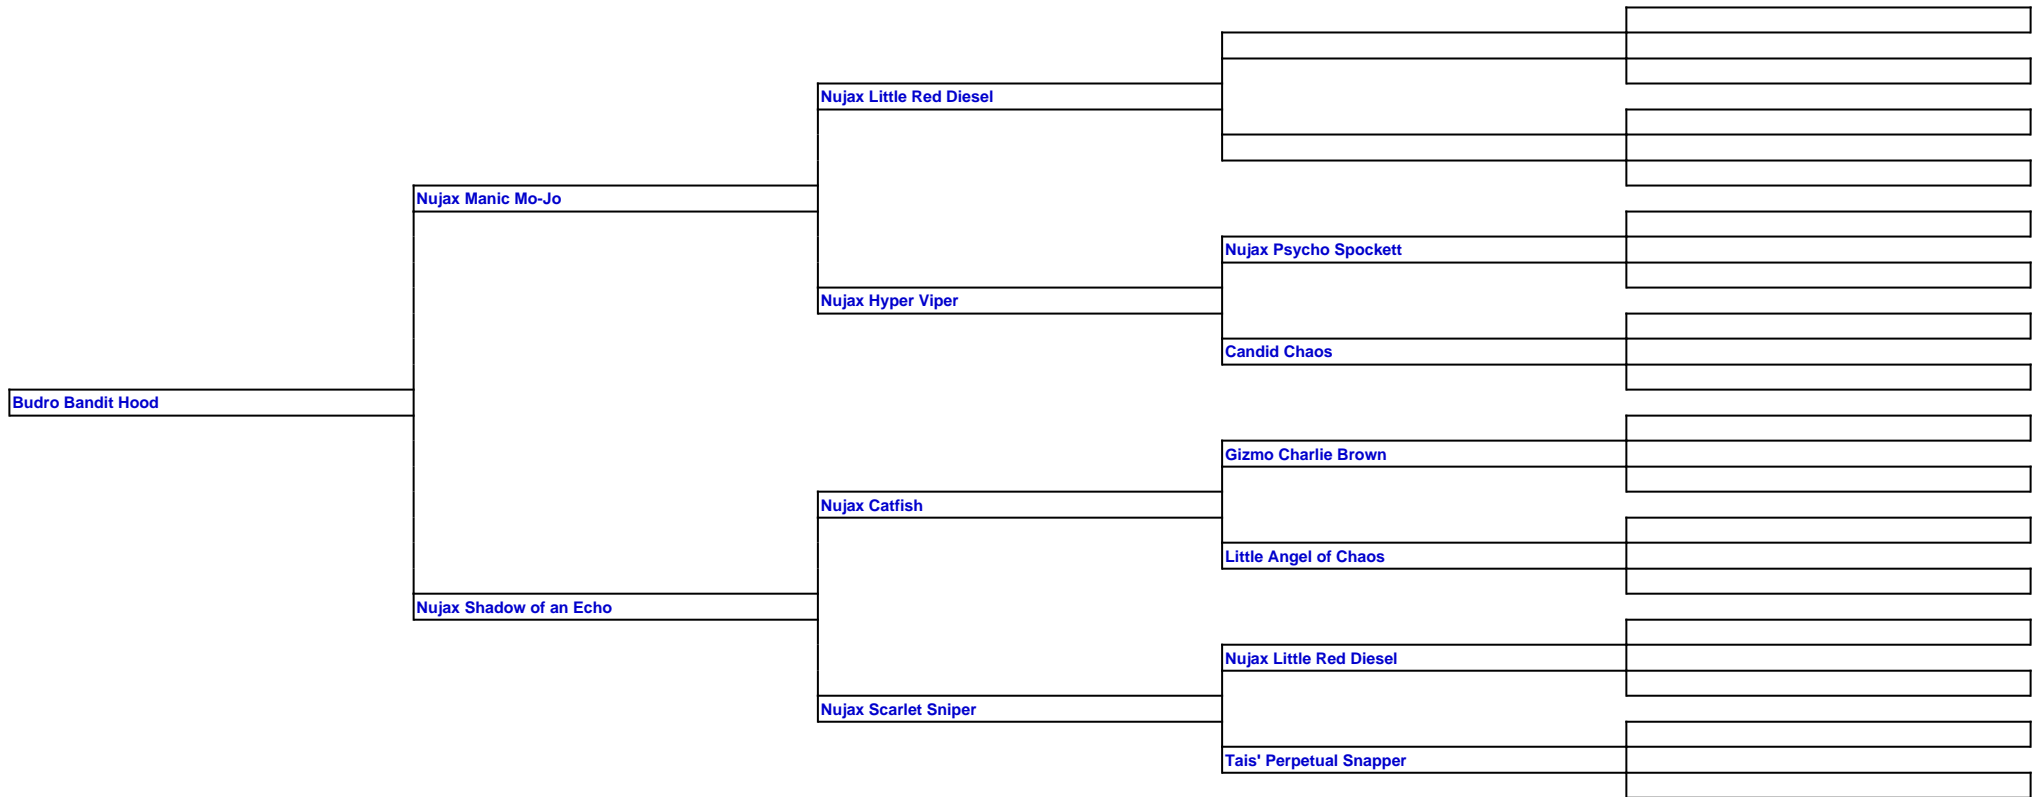 Nujax Little Red Diesel
Nujax Manic Mo-Jo
Nujax Psycho Spockett
Nujax Hyper Viper
Candid Chaos
Budro Bandit Hood
Gizmo Charlie Brown
Nujax Catfish
Little Angel of Chaos
Nujax Shadow of an Echo
Nujax Little Red Diesel
Nujax Scarlet Sniper
Tais' Perpetual Snapper